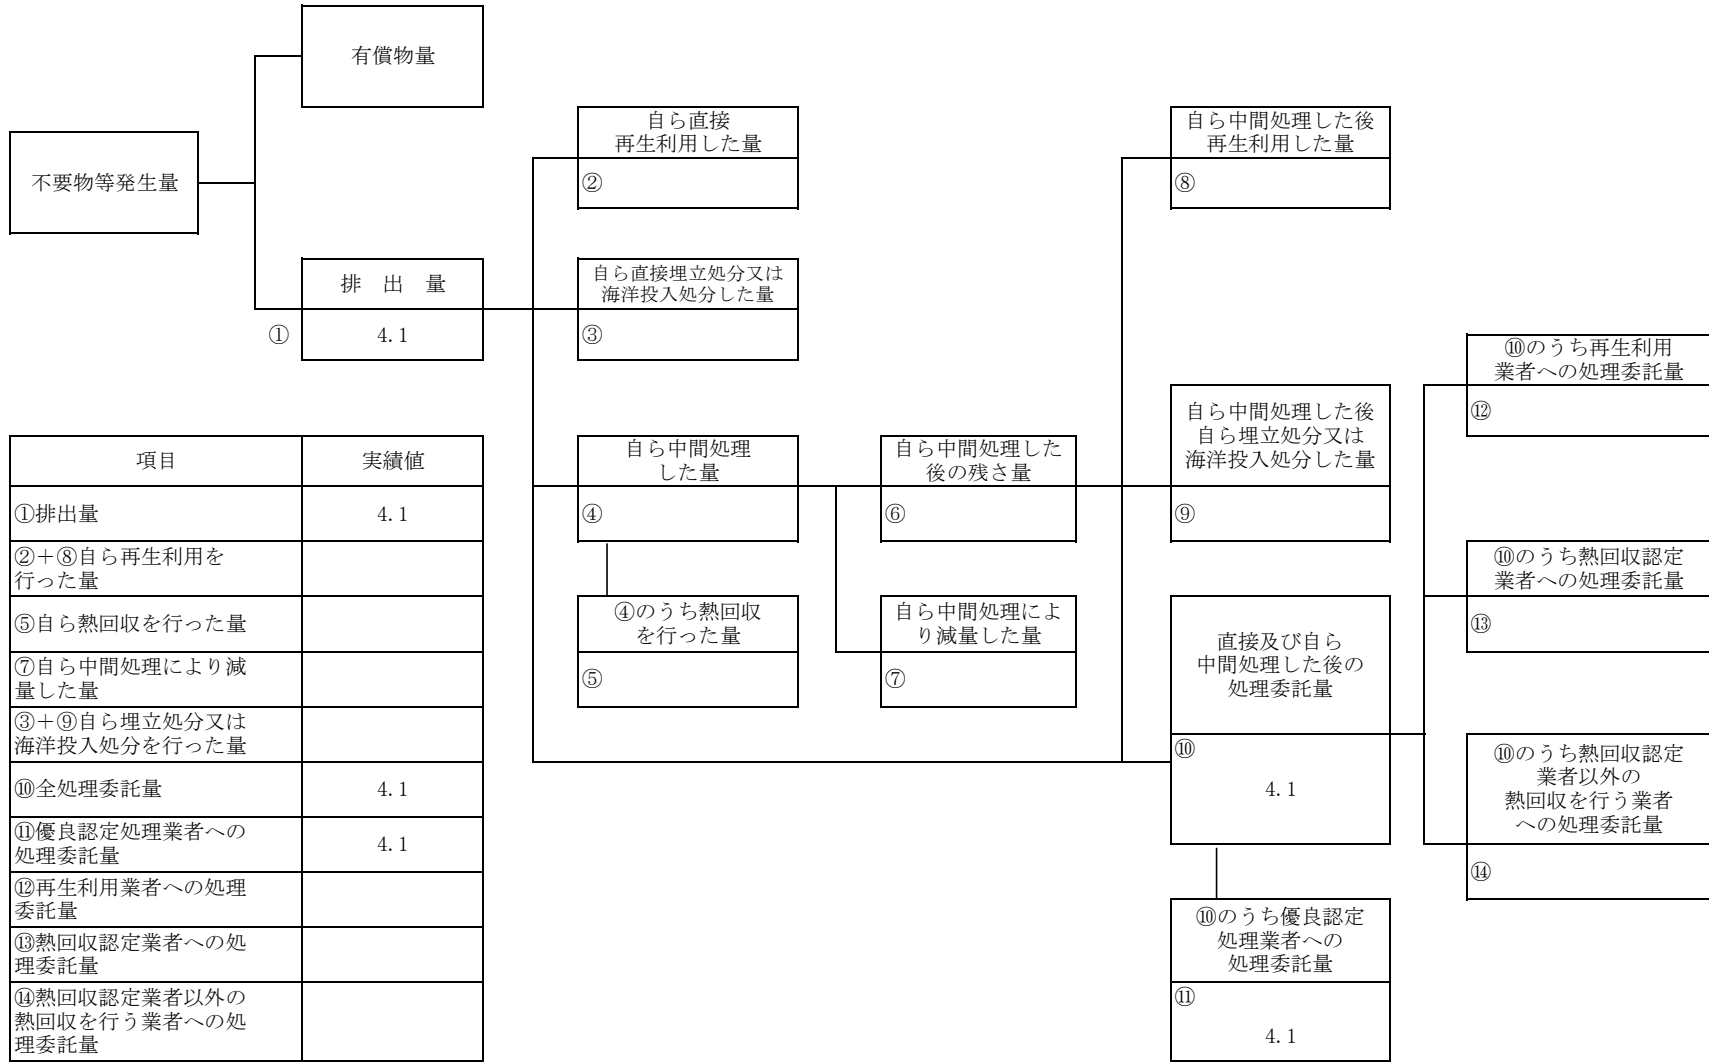 有償物量
不要物等発生量
排 出 量
①
4.1
自ら直接
再生利用した量
②
自ら直接埋立処分又は
海洋投入処分した量
③
自ら中間処理
した量
④
④のうち熱回収
を行った量
⑤
自ら中間処理した
後の残さ量
⑥
自ら中間処理によ
り減量した量
⑦
自ら中間処理した後
再生利用した量
⑧
自ら中間処理した後
自ら埋立処分又は
海洋投入処分した量
⑨
直接及び自ら
中間処理した後の
処理委託量
⑩
4.1
⑩のうち優良認定
処理業者への
処理委託量
⑪
4.1
⑩のうち再生利用
業者への処理委託量
⑫
⑩のうち熱回収認定
業者への処理委託量
⑬
⑩のうち熱回収認定
業者以外の
熱回収を行う業者
への処理委託量
⑭
項目 実績値
①排出量 4.1
②＋⑧自ら再生利用を
行った量
⑤自ら熱回収を行った量
⑦自ら中間処理により減
量した量
③＋⑨自ら埋立処分又は
海洋投入処分を行った量
⑩全処理委託量 4.1
⑪優良認定処理業者への
処理委託量 4.1
⑫再生利用業者への処理
委託量
⑬熱回収認定業者への処
理委託量
⑭熱回収認定業者以外の
熱回収を行う業者への処
理委託量